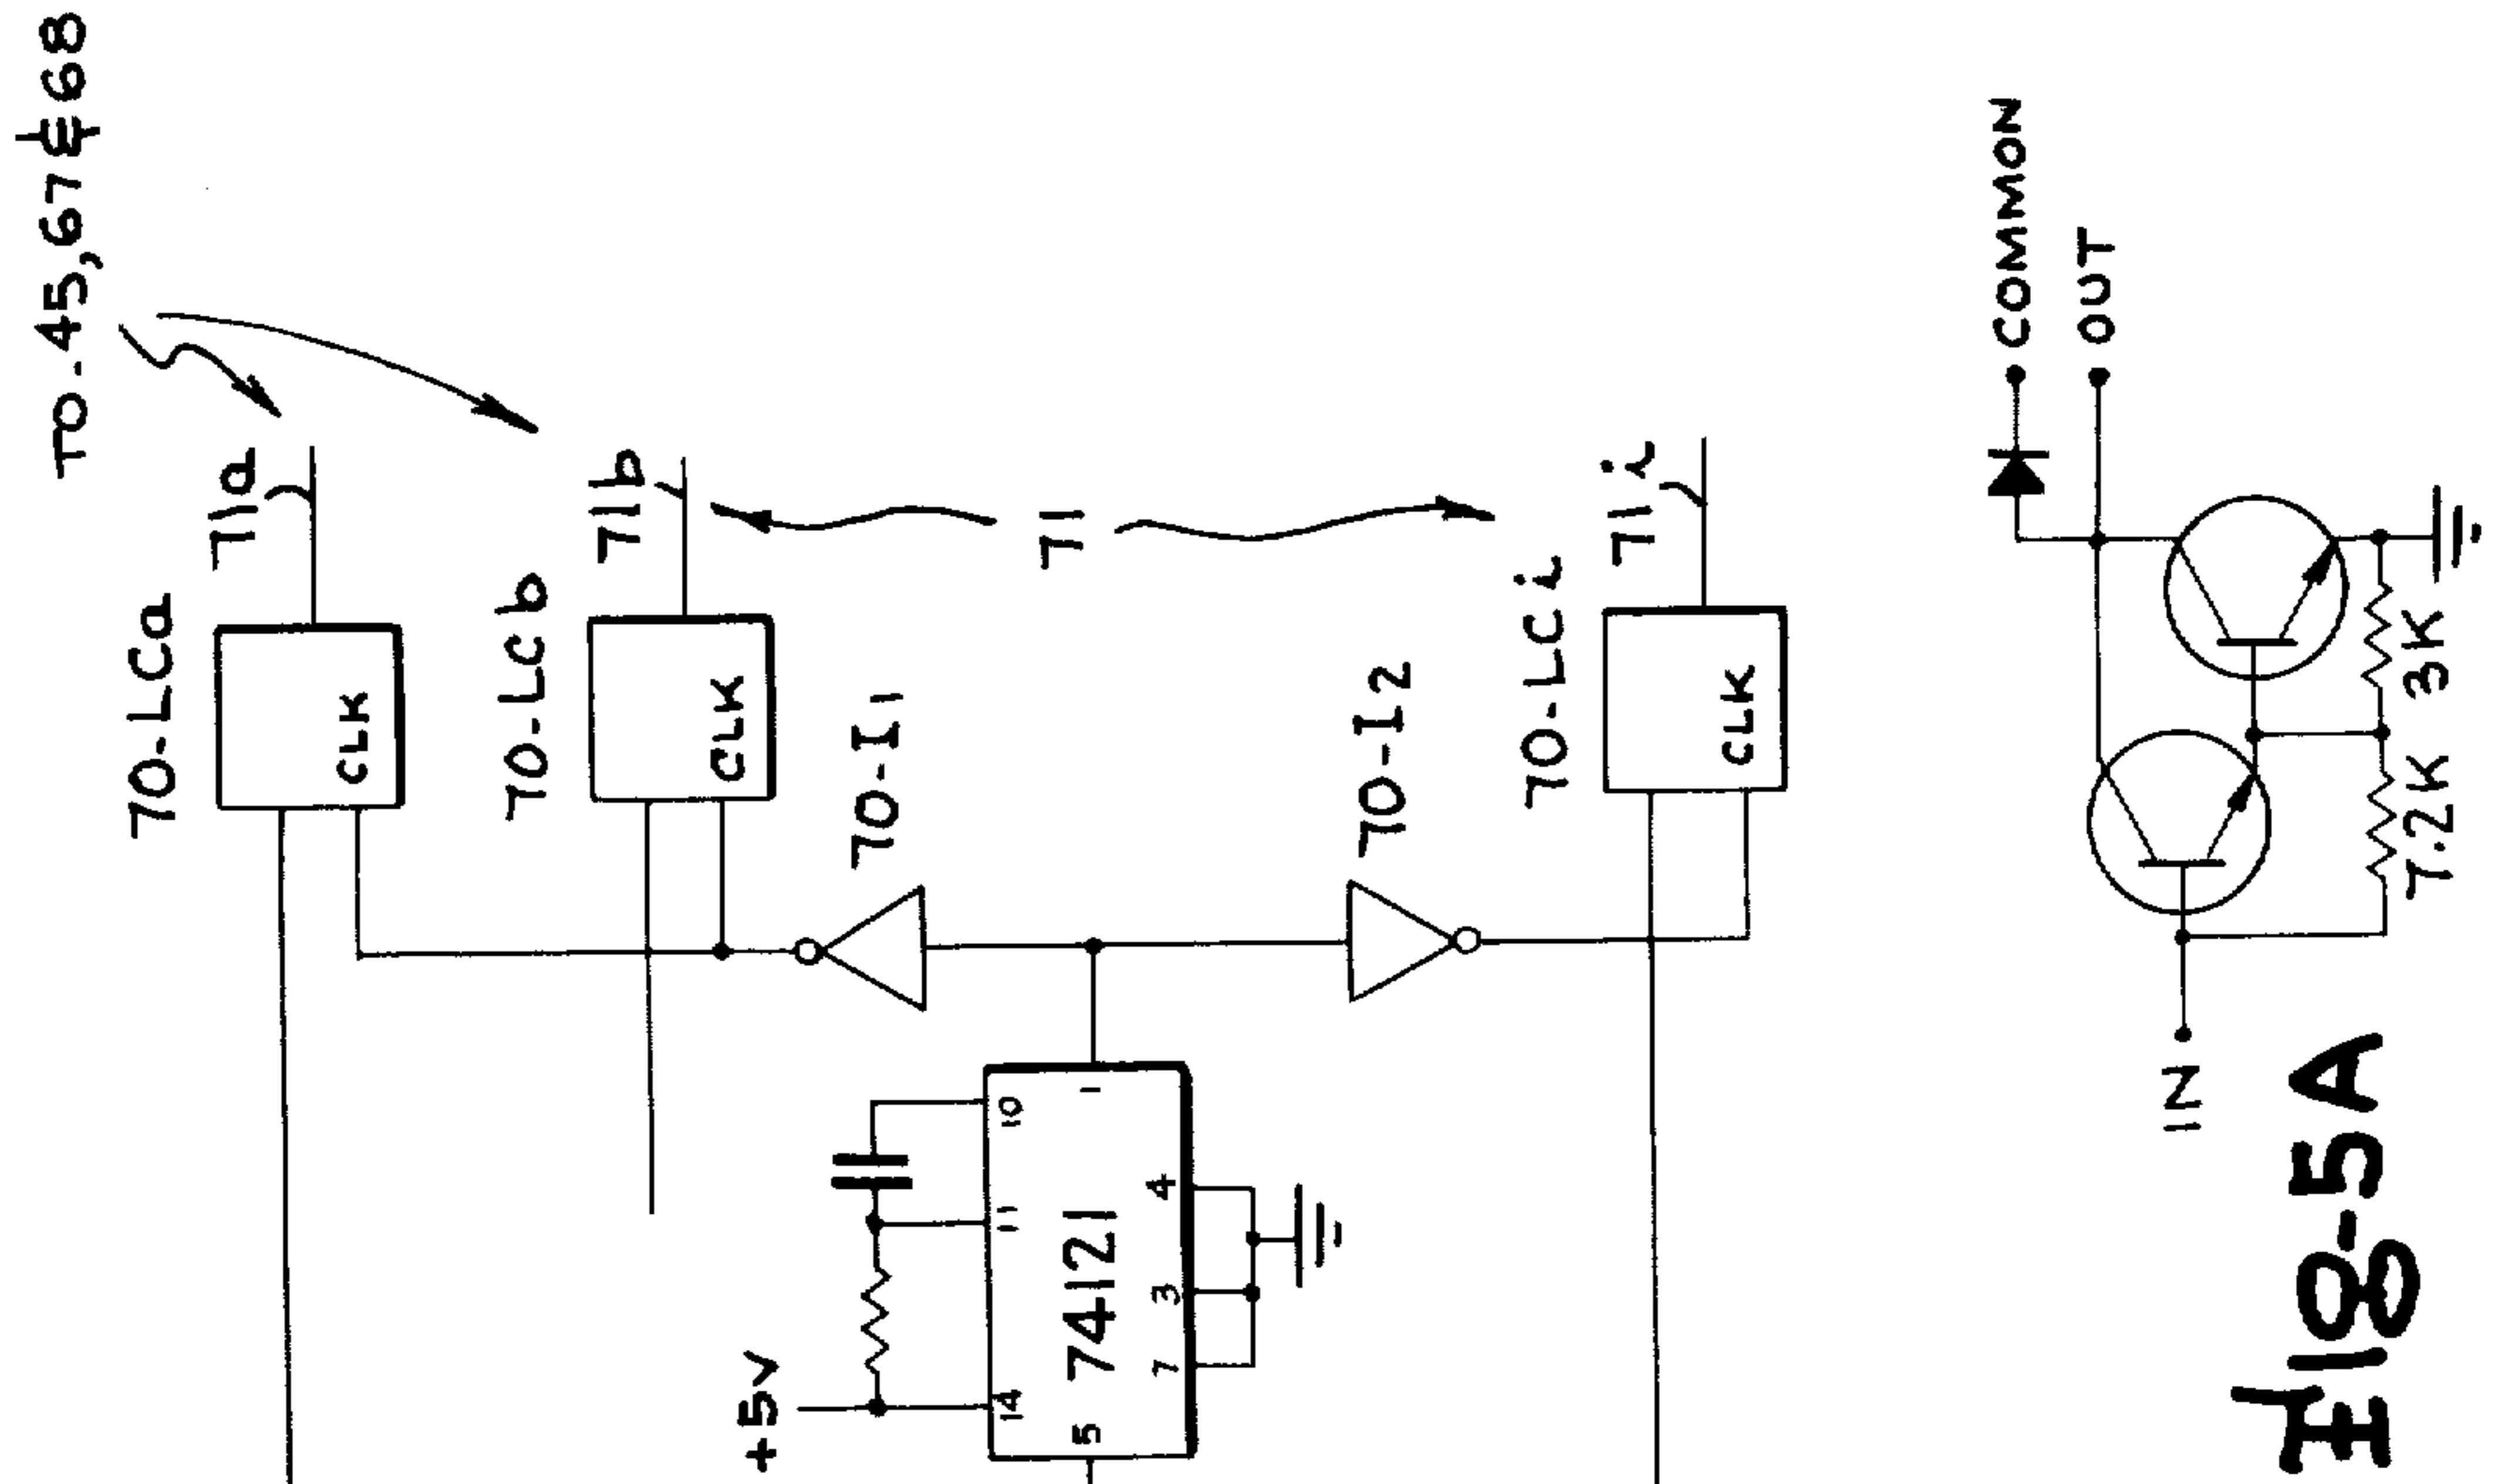 TO-45,67 & 68
71a
71b
71
71i
70-LCa
CLK
70-LCb
CLK
70-I1
70-I2
70-LCi
CLK
+5V
10
11
14
1
5
74121
4
3
7
COMMON
OUT
3K
7.2K
IN
Fig-5A